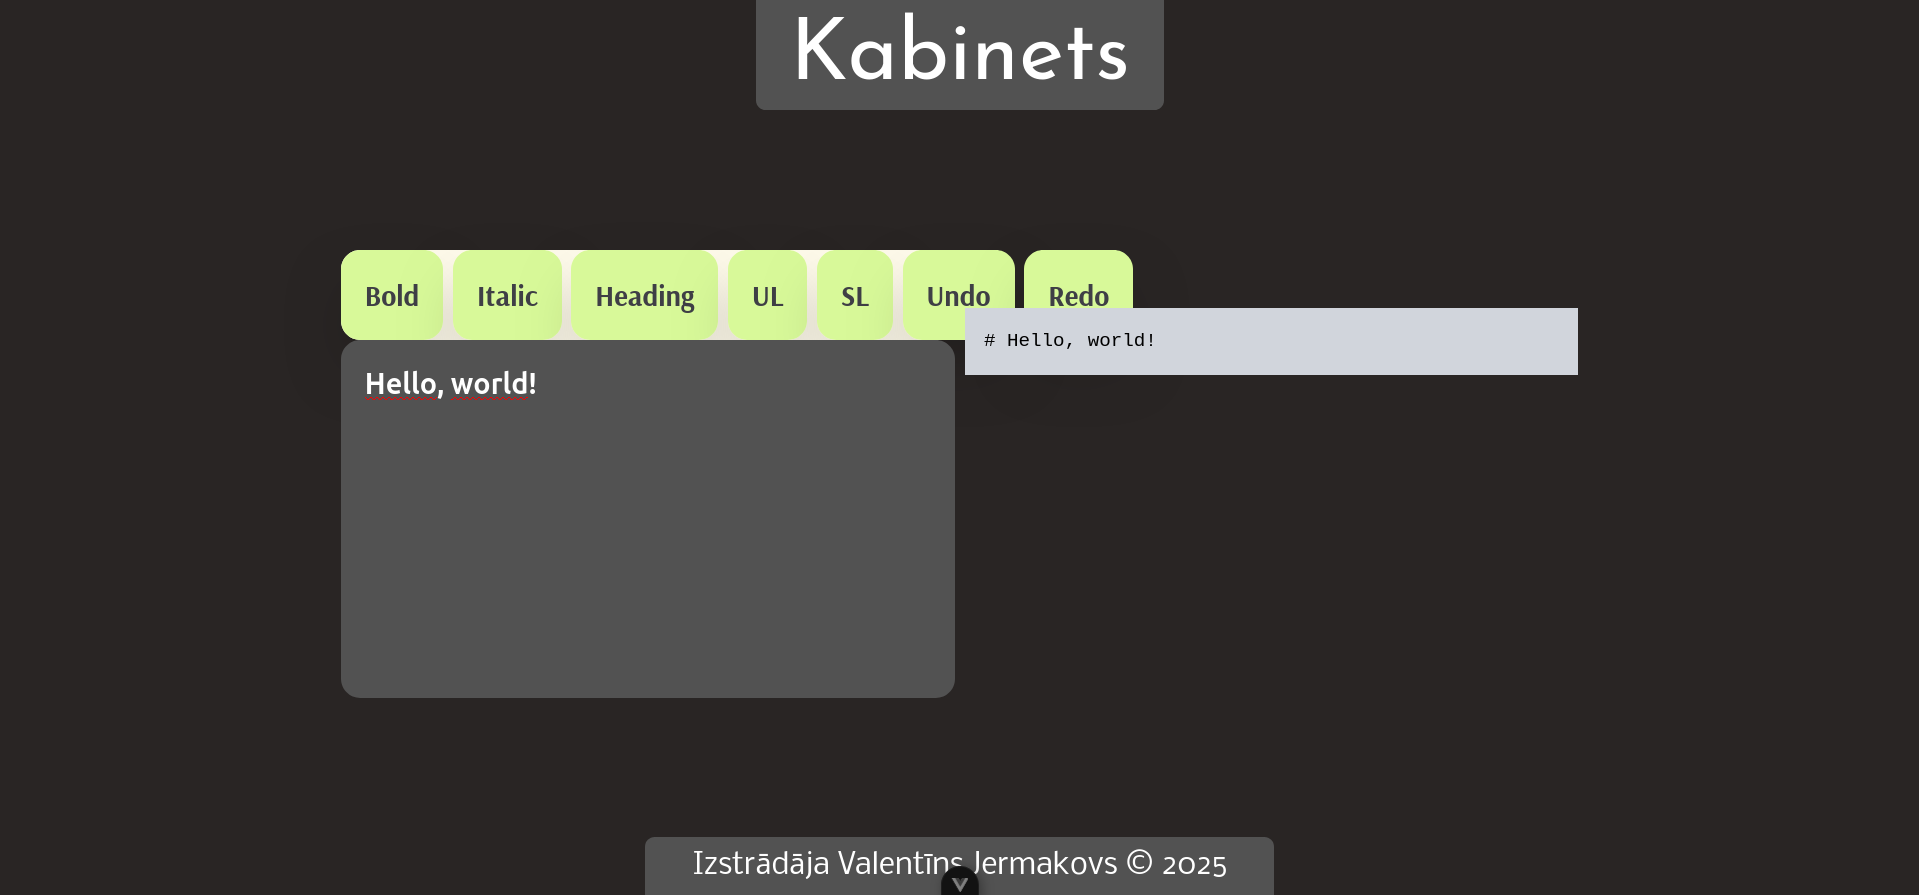 Kabinets
Bold Italic Heading UL SL Undo Redo
# Hello, world!
Hello, world!
Izstrādāja Valentīns Jermakovs © 2025